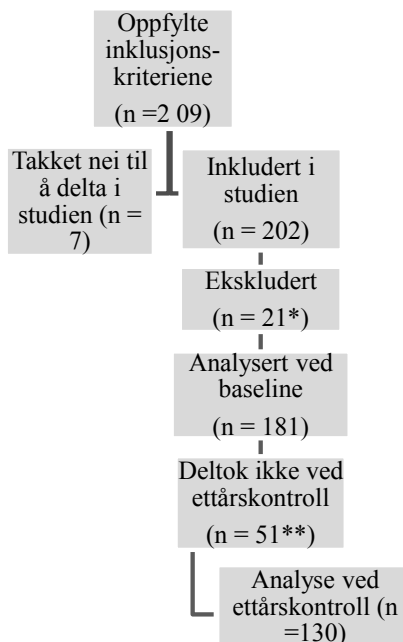 Oppfylte
inklusjons-
kriteriene
(n =2 09)
Takket nei til
å delta i
studien (n =
7)
Inkludert i
studien
(n = 202)
Ekskludert
(n = 21*)
Analysert ved
baseline
(n = 181)
Deltok ikke ved
ettårskontroll
(n = 51**)
Analyse ved
ettårskontroll (n
=130)